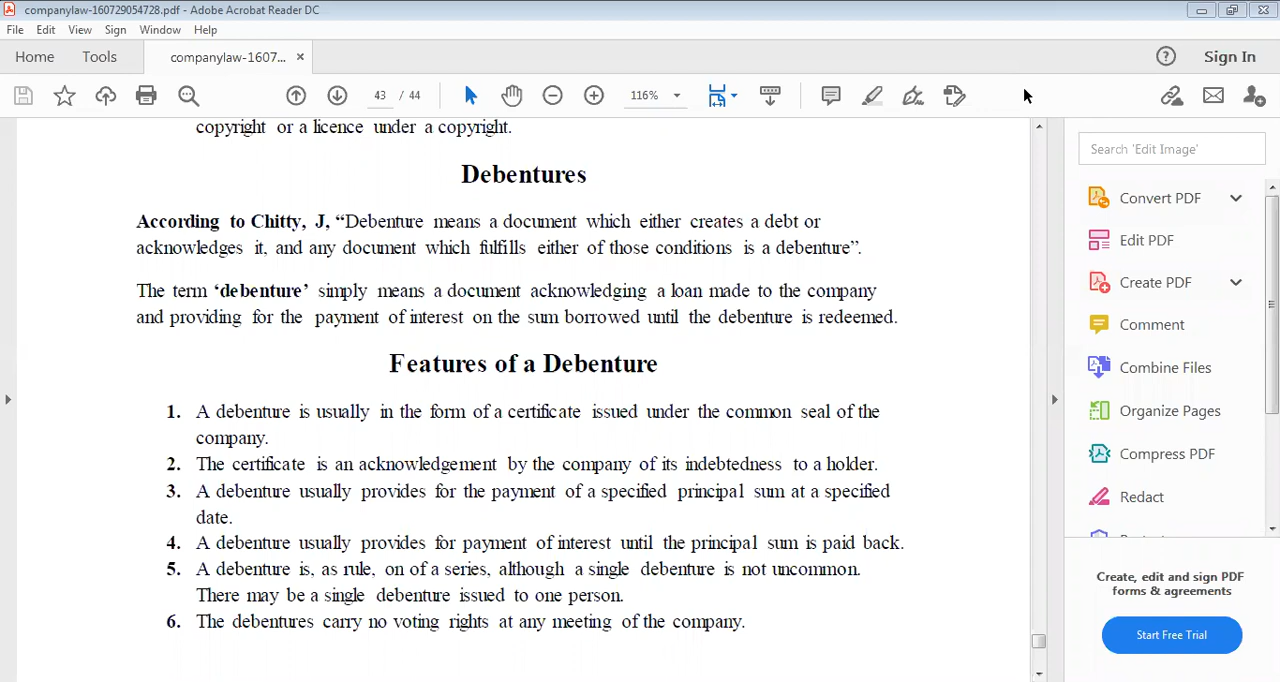 companylaw-160729054728.pdf - Adobe Acrobat Reader DC
File Edit View Sign Window Help
Home Tools companylaw-1607... × Sign In
43 / 44 116%
copyright or a licence under a copyright.
Debentures
According to Chitty, J, “Debenture means a document which either creates a debt or
acknowledges it, and any document which fulfills either of those conditions is a debenture”.
The term ‘debenture’ simply means a document acknowledging a loan made to the company
and providing for the payment of interest on the sum borrowed until the debenture is redeemed.
Features of a Debenture
1. A debenture is usually in the form of a certificate issued under the common seal of the
company.
2. The certificate is an acknowledgement by the company of its indebtedness to a holder.
3. A debenture usually provides for the payment of a specified principal sum at a specified
date.
4. A debenture usually provides for payment of interest until the principal sum is paid back.
5. A debenture is, as rule, on of a series, although a single debenture is not uncommon.
There may be a single debenture issued to one person.
6. The debentures carry no voting rights at any meeting of the company.
Search 'Edit Image'
Convert PDF
Edit PDF
Create PDF
Comment
Combine Files
Organize Pages
Compress PDF
Redact
Create, edit and sign PDF
forms & agreements
Start Free Trial